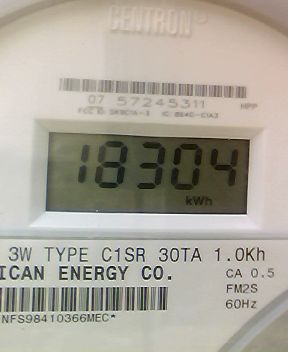 CENTRON®
07 57245311
HPP
18304
kWh
3W TYPE C1SR 30TA 1.0Kh
ICAN ENERGY CO.
CA 0.5
FM2S
60Hz
NFS98410366MEC*